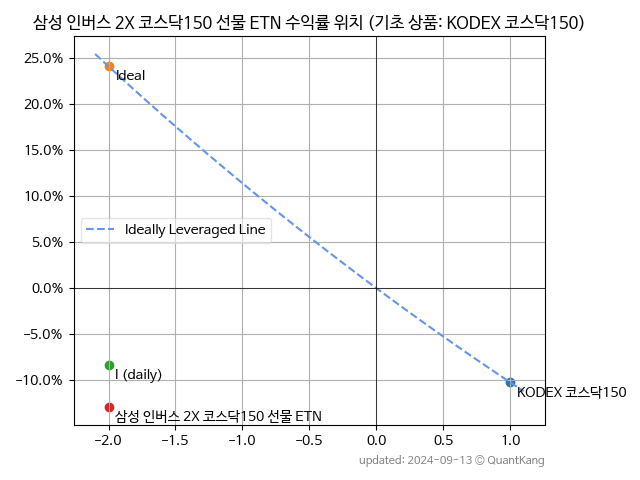 삼성 인버스 2X 코스닥150 선물 ETN 수익률 위치 (기초 상품: KODEX 코스닥150)
25.0%
Ideal
20.0%
15.0%
10.0%
Ideally Leveraged Line
5.0%
0.0%
−5.0%
I (daily)
−10.0%
KODEX 코스닥150
삼성 인버스 2X 코스닥150 선물 ETN
−2.0 −1.5 −1.0 −0.5 0.0 0.5 1.0
updated: 2024-09-13 © QuantKang